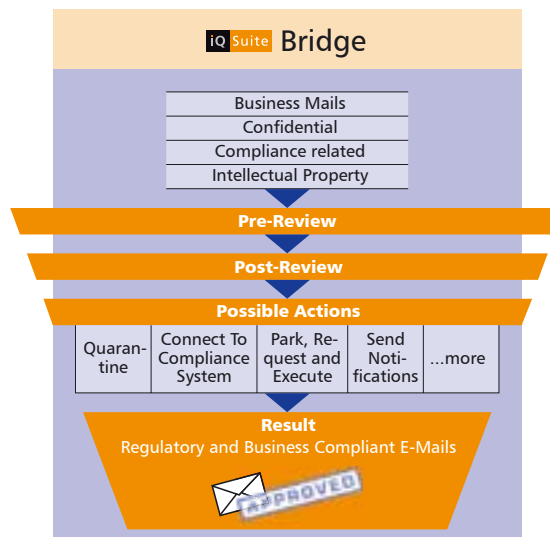 iQ Suite Bridge
Business Mails
Confidential
Compliance related
Intellectual Property
Pre-Review
Post-Review
Possible Actions
Quaran-
tine
Connect To
Compliance
System
Park, Re-
quest and
Execute
Send
Noti-
fications
...more
Result
Regulatory and Business Compliant E-Mails
APPROVED